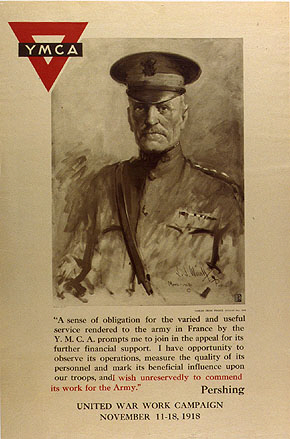 YMCA
"A sense of obligation for the varied and useful
service rendered to the army in France by the
Y. M. C. A. prompts me to join in the appeal for its
further financial support. I have opportunity to
observe its operations, measure the quality of its
personnel and mark its beneficial influence upon
our troops, and I wish unreservedly to commend
its work for the Army."
Pershing
UNITED WAR WORK CAMPAIGN
NOVEMBER 11-18, 1918